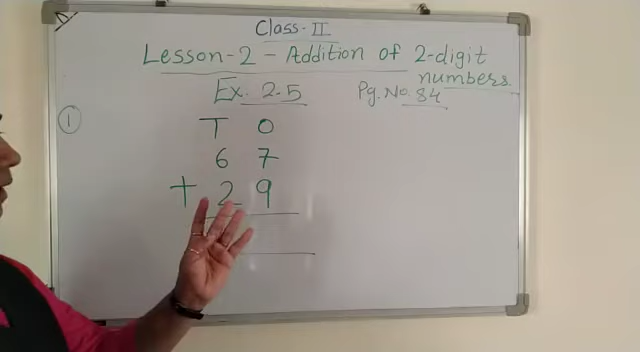 Class-II
Lesson-2 - Addition of 2-digit
numbers
Ex. 2.5 Pg. No. 84
1
T O
6 7
+ 2 9